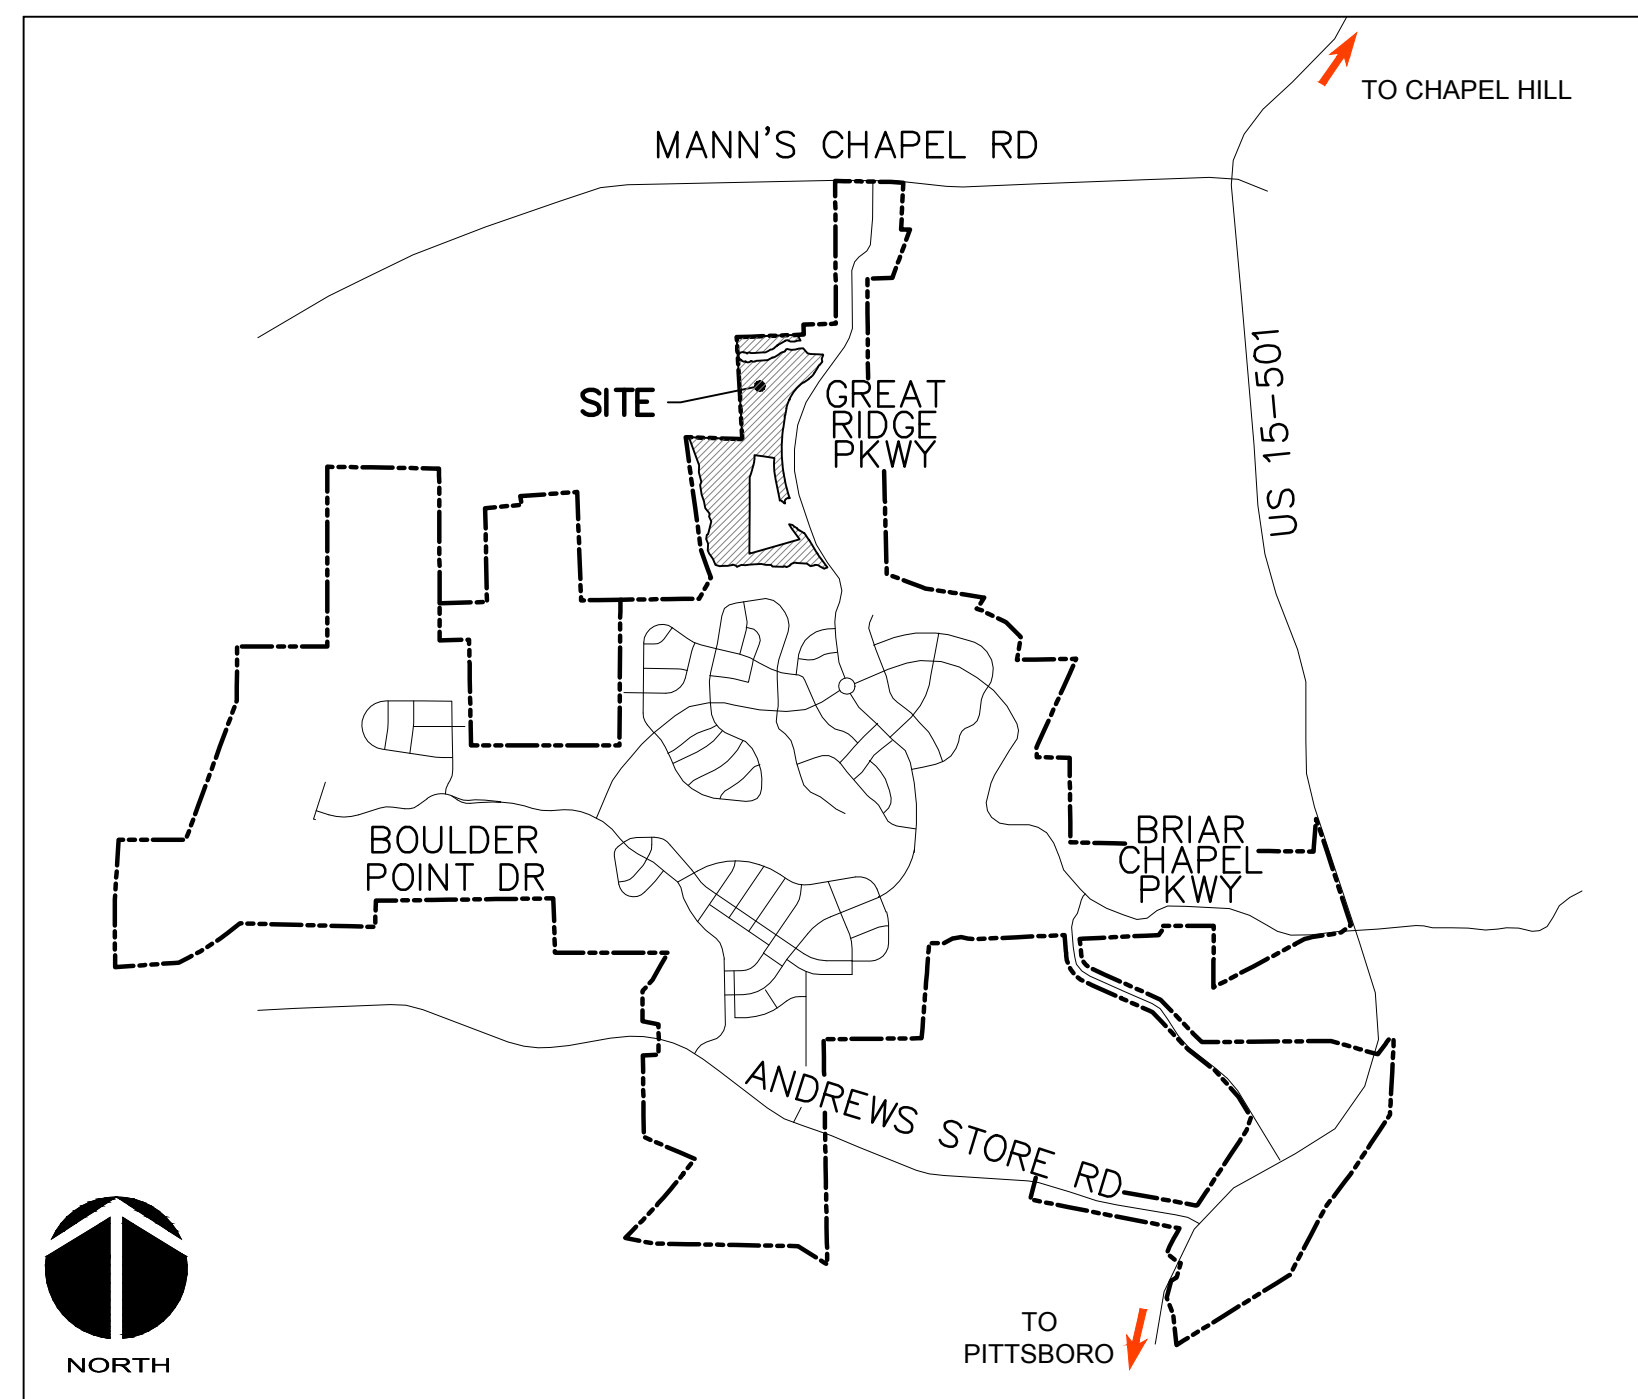 TO CHAPEL HILL
MANN'S CHAPEL RD
US 15-501
SITE
GREAT
RIDGE
PKWY
BOULDER
POINT DR
BRIAR
CHAPEL
PKWY
ANDREWS STORE RD
TO
PITTSBORO
NORTH